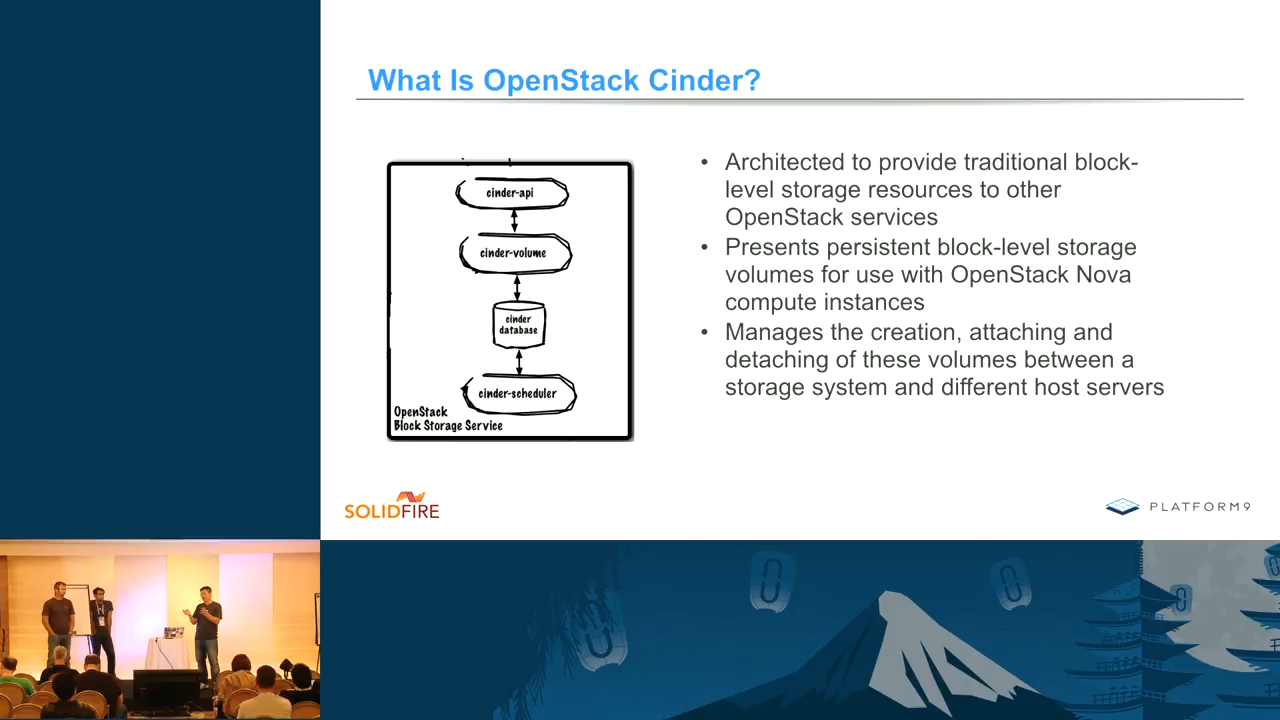 What Is OpenStack Cinder?
cinder-api
cinder-volume
cinder
database
cinder-scheduler
OpenStack
Block Storage Service
• Architected to provide traditional block-
level storage resources to other
OpenStack services
• Presents persistent block-level storage
volumes for use with OpenStack Nova
compute instances
• Manages the creation, attaching and
detaching of these volumes between a
storage system and different host servers
SOLIDFIRE
PLATFORM9